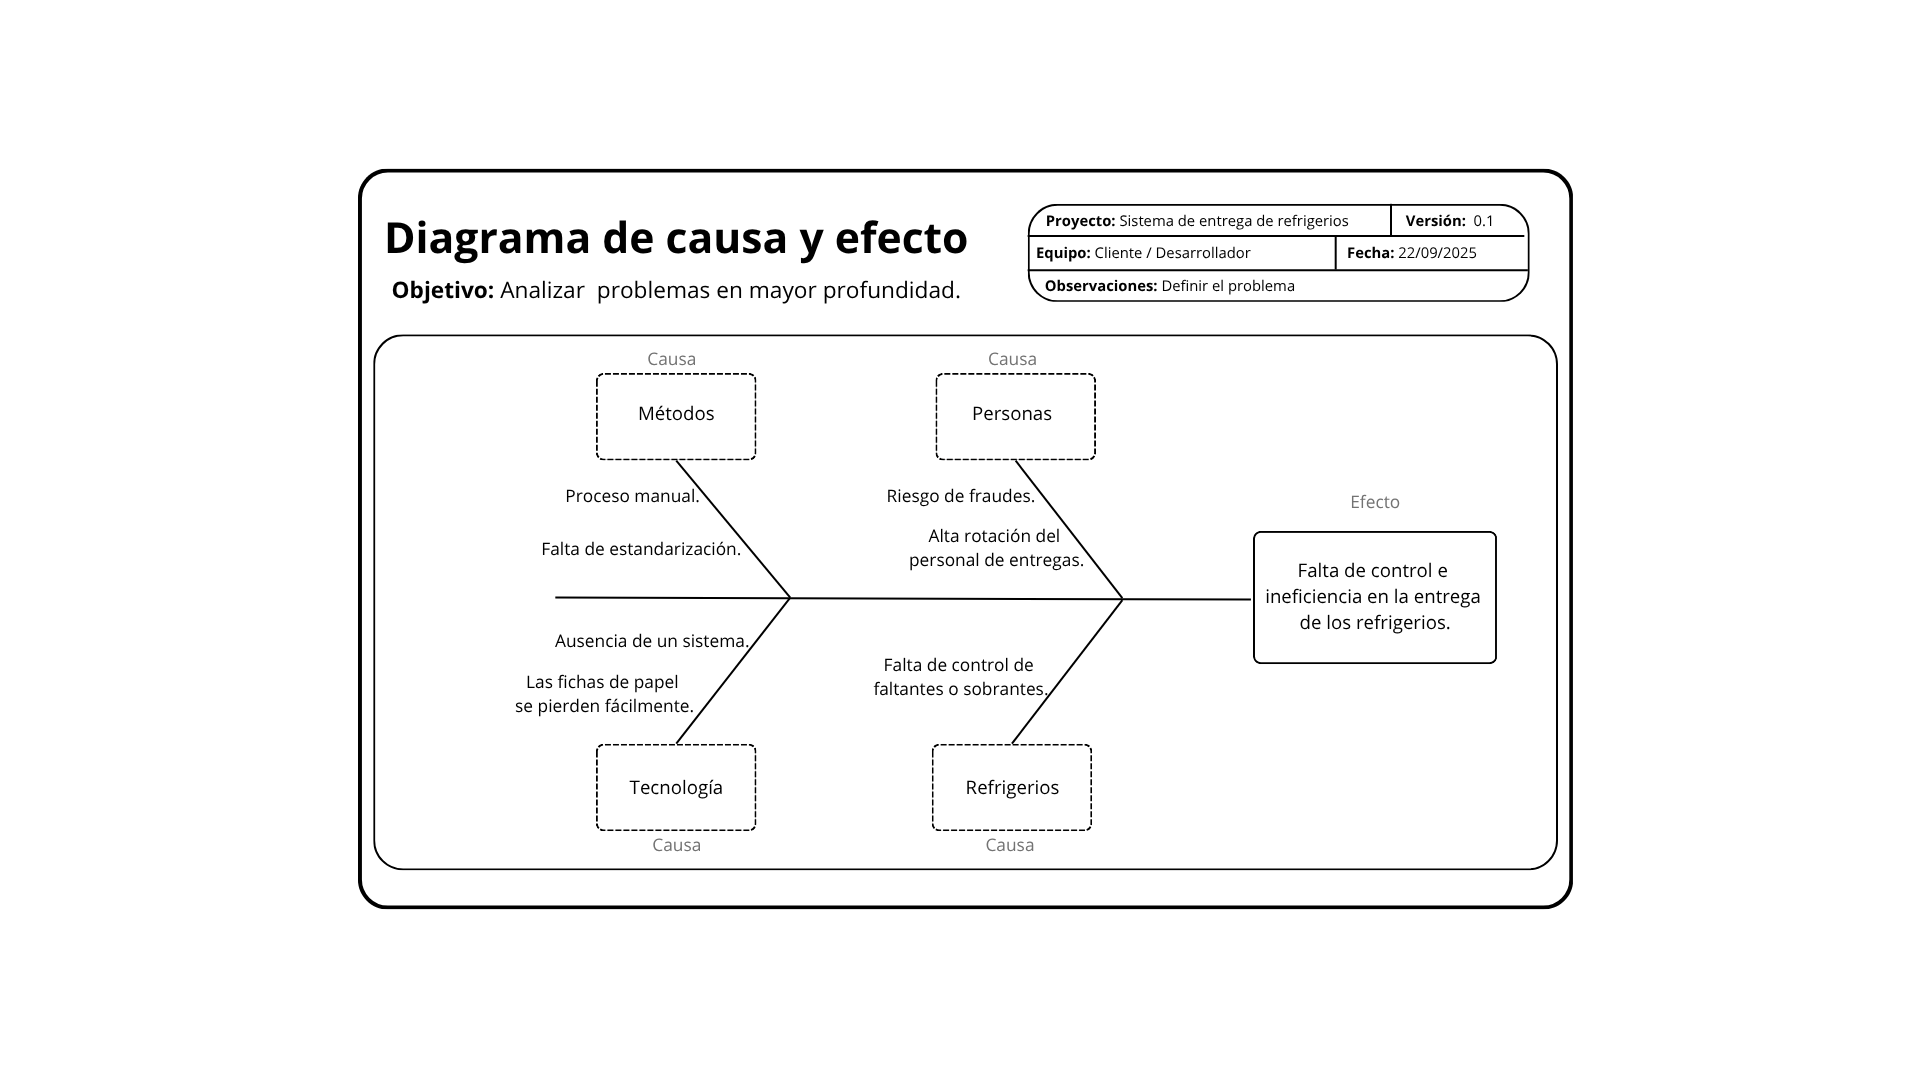 Diagrama de causa y efecto
Objetivo: Analizar  problemas en mayor profundidad.
Proyecto: Sistema de entrega de refrigerios
Versión:  0.1
Equipo: Cliente / Desarrollador
Fecha: 22/09/2025
Observaciones: Definir el problema
Causa
Métodos
Proceso manual.
Falta de estandarización.
Causa
Personas
Riesgo de fraudes.
Alta rotación del
personal de entregas.
Efecto
Falta de control e
ineficiencia en la entrega
de los refrigerios.
Ausencia de un sistema.
Las fichas de papel
se pierden fácilmente.
Tecnología
Causa
Falta de control de
faltantes o sobrantes.
Refrigerios
Causa